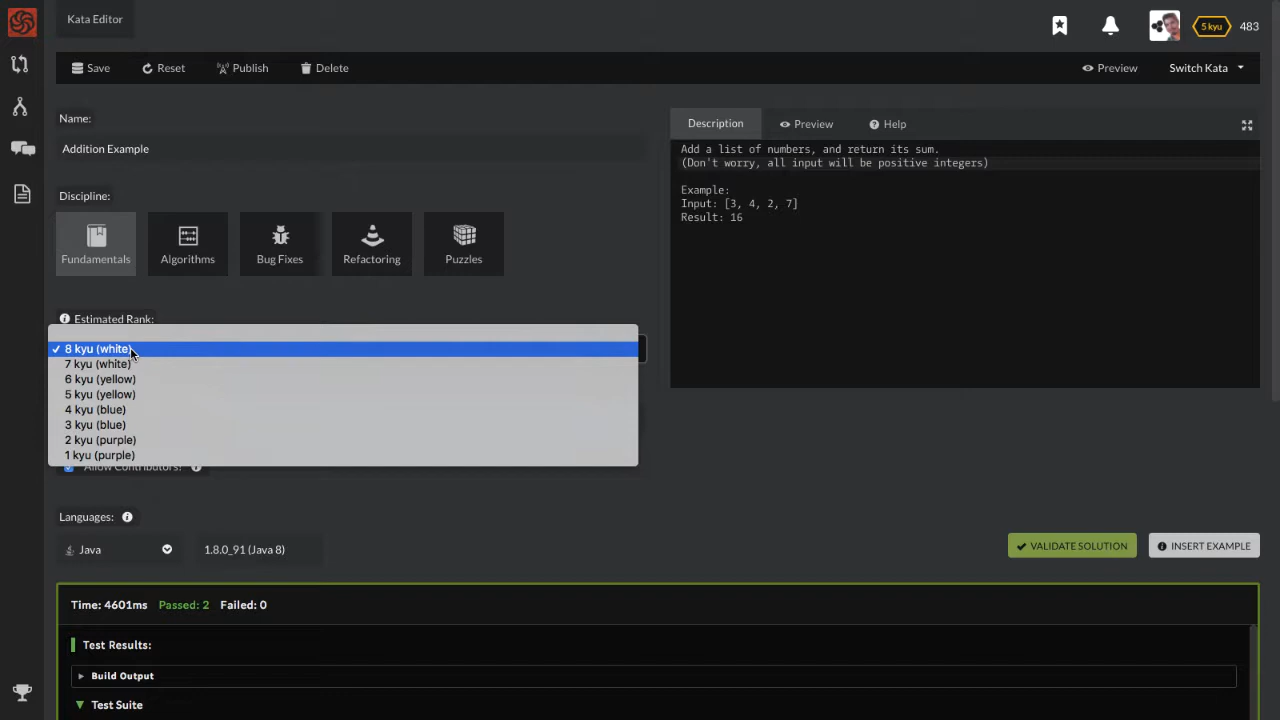 Kata Editor
5 kyu 483
Save Reset Publish Delete Preview Switch Kata
Name:
Addition Example
Discipline:
Fundamentals Algorithms Bug Fixes Refactoring Puzzles
Estimated Rank:
✓ 8 kyu (white)
7 kyu (white)
6 kyu (yellow)
5 kyu (yellow)
4 kyu (blue)
3 kyu (blue)
2 kyu (purple)
1 kyu (purple)
Allow Contributors?
Description Preview Help
Add a list of numbers, and return its sum.
(Don't worry, all input will be positive integers)
Example:
Input: [3, 4, 2, 7]
Result: 16
Languages:
Java 1.8.0_91 (Java 8)
VALIDATE SOLUTION INSERT EXAMPLE
Time: 4601ms Passed: 2 Failed: 0
Test Results:
Build Output
Test Suite